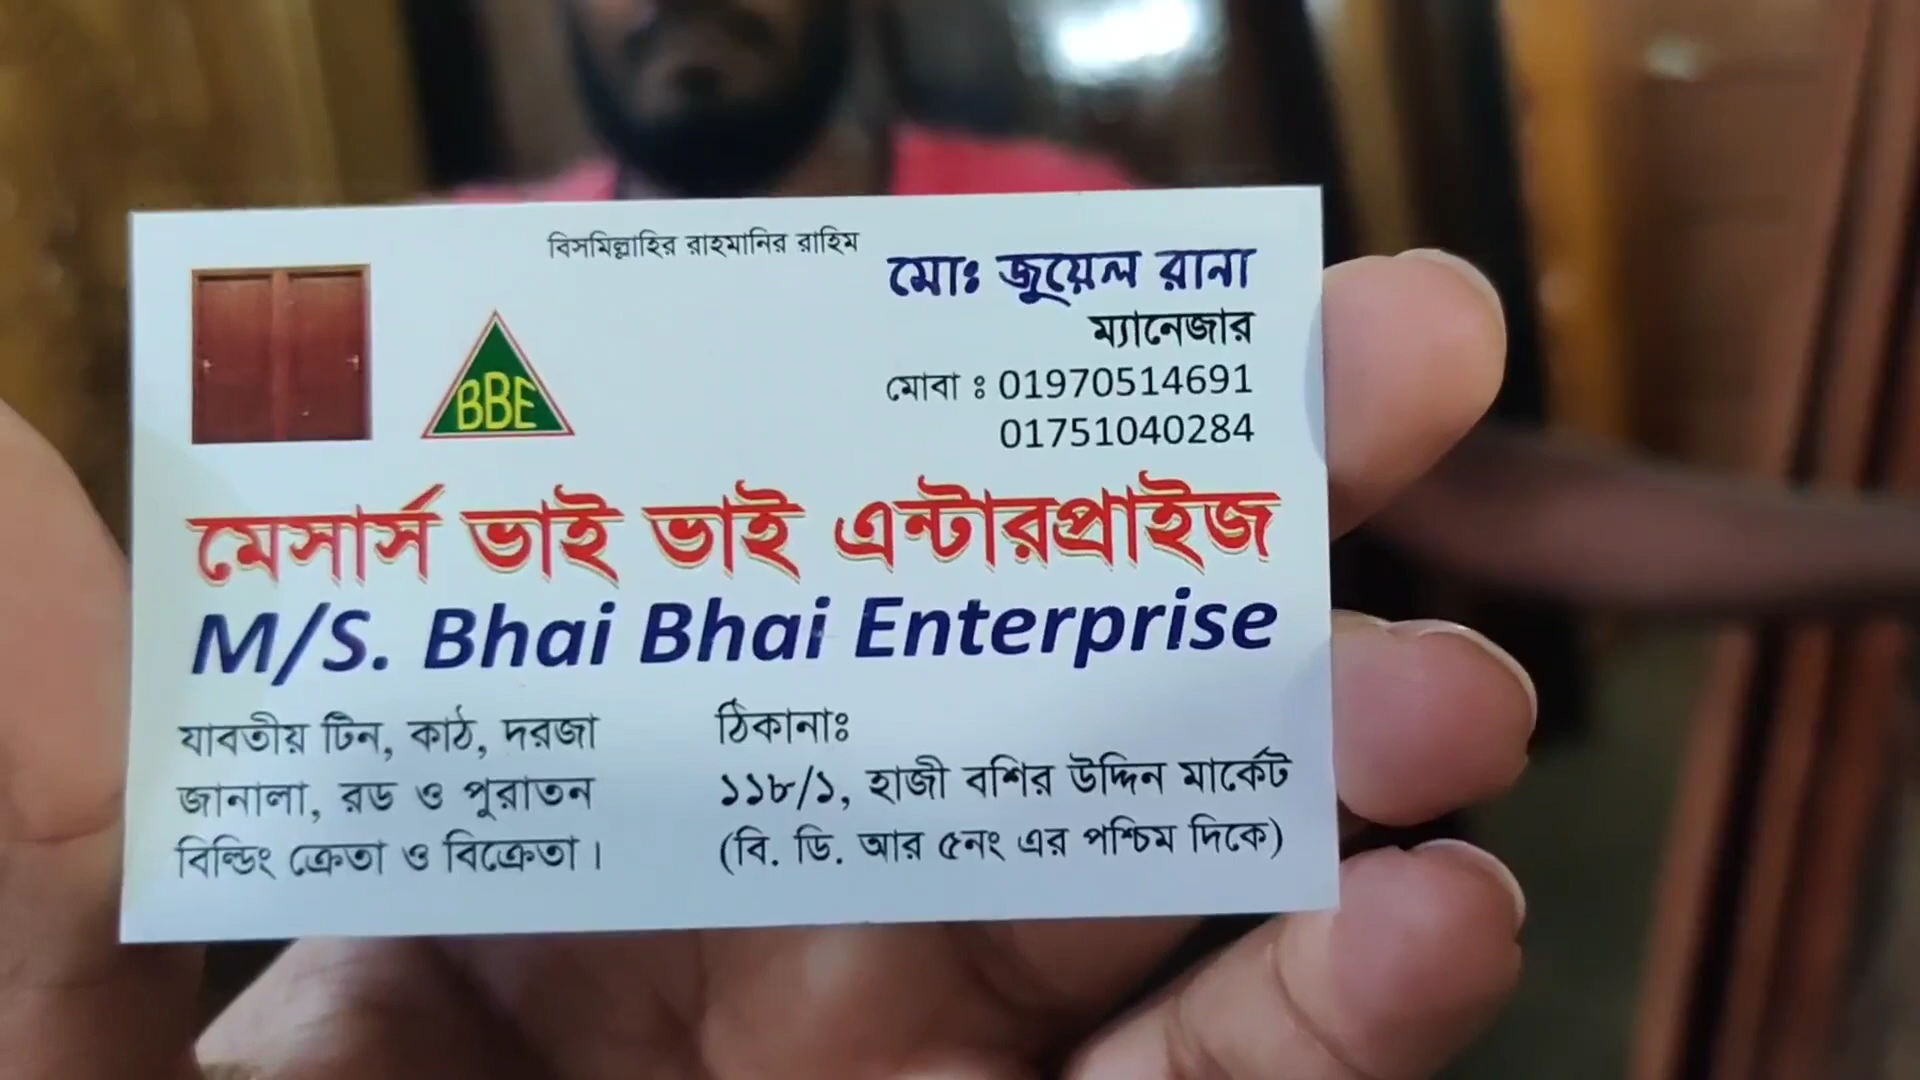 বিসমিল্লাহির রাহমানির রাহিম
মোঃ জুয়েল রানা
ম্যানেজার
মোবা ঃ 01970514691
01751040284
BBE
মেসার্স ভাই ভাই এন্টারপ্রাইজ
M/S. Bhai Bhai Enterprise
যাবতীয় টিন, কাঠ, দরজা
জানালা, রড ও পুরাতন
বিল্ডিং ক্রেতা ও বিক্রেতা।
ঠিকানাঃ
১১৮/১, হাজী বশির উদ্দিন মার্কেট
(বি. ডি. আর ৫নং এর পশ্চিম দিকে)